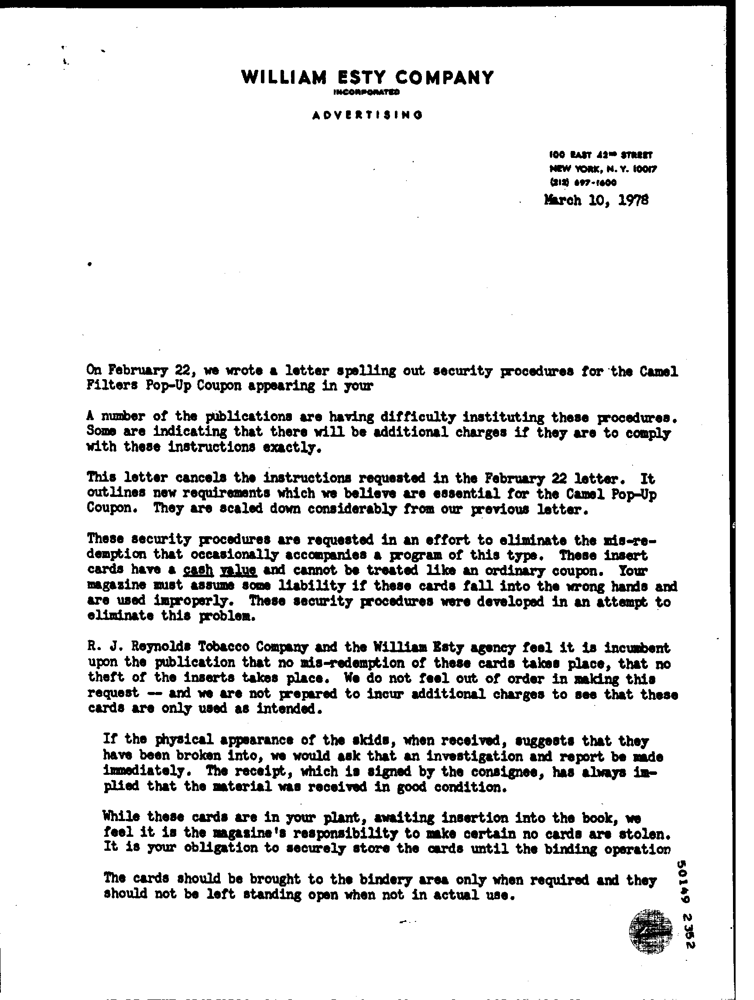 WILLIAM ESTY COMPANY
INCORPORATED
ADVERTISING
100 EAST 42ND STREET
NEW YORK, N. Y. 10017
(212) 697-1600
March 10, 1978
On February 22, we wrote a letter spelling out security procedures for the Camel
Filters Pop-Up Coupon appearing in your
A number of the publications are having difficulty instituting these procedures.
Some are indicating that there will be additional charges if they are to comply
with these instructions exactly.
This letter cancels the instructions requested in the February 22 letter. It
outlines new requirements which we believe are essential for the Camel Pop-Up
Coupon. They are scaled down considerably from our previous letter.
These security procedures are requested in an effort to eliminate the mis-re-
demption that occasionally accompanies a program of this type. These insert
cards have a cash value and cannot be treated like an ordinary coupon. Your
magazine must assume some liability if these cards fall into the wrong hands and
are used improperly. These security procedures were developed in an attempt to
eliminate this problem.
R. J. Reynolds Tobacco Company and the William Esty agency feel it is incumbent
upon the publication that no mis-redemption of these cards takes place, that no
theft of the inserts takes place. We do not feel out of order in making this
request -- and we are not prepared to incur additional charges to see that these
cards are only used as intended.
If the physical appearance of the skids, when received, suggests that they
have been broken into, we would ask that an investigation and report be made
immediately. The receipt, which is signed by the consignee, has always im-
plied that the material was received in good condition.
While these cards are in your plant, awaiting insertion into the book, we
feel it is the magazine's responsibility to make certain no cards are stolen.
It is your obligation to securely store the cards until the binding operation
The cards should be brought to the bindery area only when required and they
should not be left standing open when not in actual use.
50149 2352